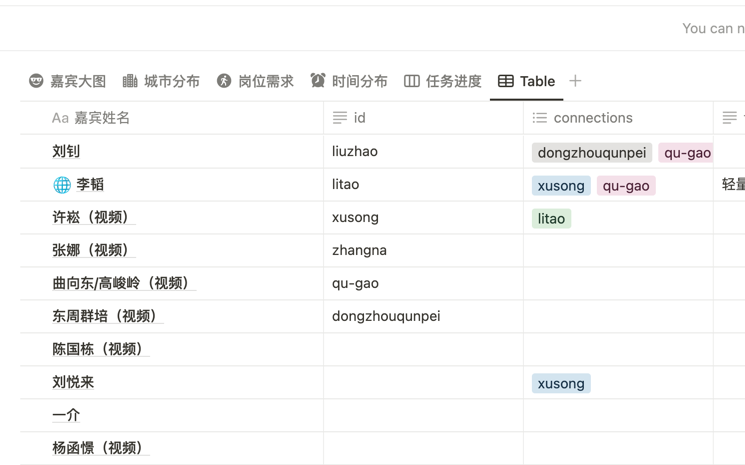 You can n
嘉宾大图 城市分布 岗位需求 时间分布 任务进度 Table
Aa 嘉宾姓名 id connections
刘钊 liuzhao dongzhouqunpei qu-gao
李韬 litao xusong qu-gao 轻量
许崧（视频） xusong litao
张娜（视频） zhangna
曲向东/高峻岭（视频） qu-gao
东周群培（视频） dongzhouqunpei
陈国栋（视频）
刘悦来 xusong
一介
杨函憬（视频）